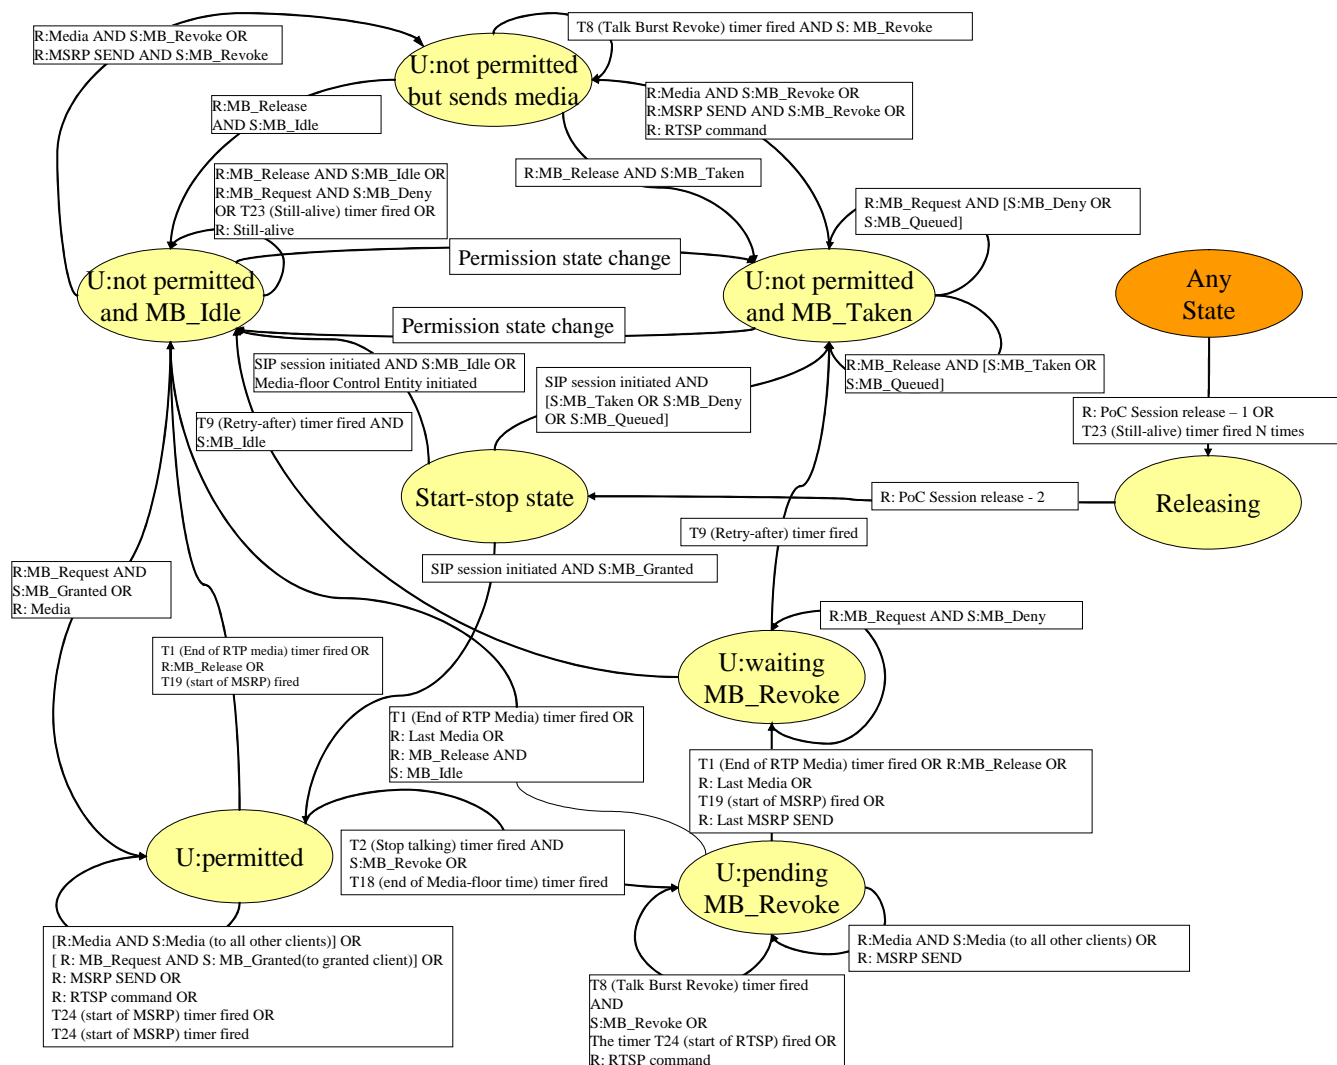 R:Media AND S:MB_Revoke OR
R:MSRP SEND AND S:MB_Revoke
T8 (Talk Burst Revoke) timer fired AND S: MB_Revoke
U:not permitted
but sends media
R:MB_Release
AND S:MB_Idle
R:Media AND S:MB_Revoke OR
R:MSRP SEND AND S:MB_Revoke OR
R: RTSP command
R:MB_Release AND S:MB_Taken
R:MB_Release AND S:MB_Idle OR
R:MB_Request AND S:MB_Deny
OR T23 (Still-alive) timer fired OR
R: Still-alive
R:MB_Request AND [S:MB_Deny OR
S:MB_Queued]
U:not permitted
and MB_Idle
Permission state change
U:not permitted
and MB_Taken
Any
State
Permission state change
SIP session initiated AND S:MB_Idle OR
Media-floor Control Entity initiated
R:MB_Release AND [S:MB_Taken OR
S:MB_Queued]
SIP session initiated AND
[S:MB_Taken OR S:MB_Deny
OR S:MB_Queued]
T9 (Retry-after) timer fired AND
S:MB_Idle
R: PoC Session release – 1 OR
T23 (Still-alive) timer fired N times
Start-stop state
R: PoC Session release - 2
Releasing
T9 (Retry-after) timer fired
SIP session initiated AND S:MB_Granted
R:MB_Request AND
S:MB_Granted OR
R: Media
R:MB_Request AND S:MB_Deny
T1 (End of RTP media) timer fired OR
R:MB_Release OR
T19 (start of MSRP) fired
U:waiting
MB_Revoke
T1 (End of RTP Media) timer fired OR
R: Last Media OR
R: MB_Release AND
S: MB_Idle
T1 (End of RTP Media) timer fired OR R:MB_Release OR
R: Last Media OR
T19 (start of MSRP) fired OR
R: Last MSRP SEND
U:permitted
T2 (Stop talking) timer fired AND
S:MB_Revoke OR
T18 (end of Media-floor time) timer fired
U:pending
MB_Revoke
[R:Media AND S:Media (to all other clients)] OR
[ R: MB_Request AND S: MB_Granted(to granted client)] OR
R: MSRP SEND OR
R: RTSP command OR
T24 (start of MSRP) timer fired OR
T24 (start of MSRP) timer fired
R:Media AND S:Media (to all other clients) OR
R: MSRP SEND
T8 (Talk Burst Revoke) timer fired
AND
S:MB_Revoke OR
The timer T24 (start of RTSP) fired OR
R: RTSP command